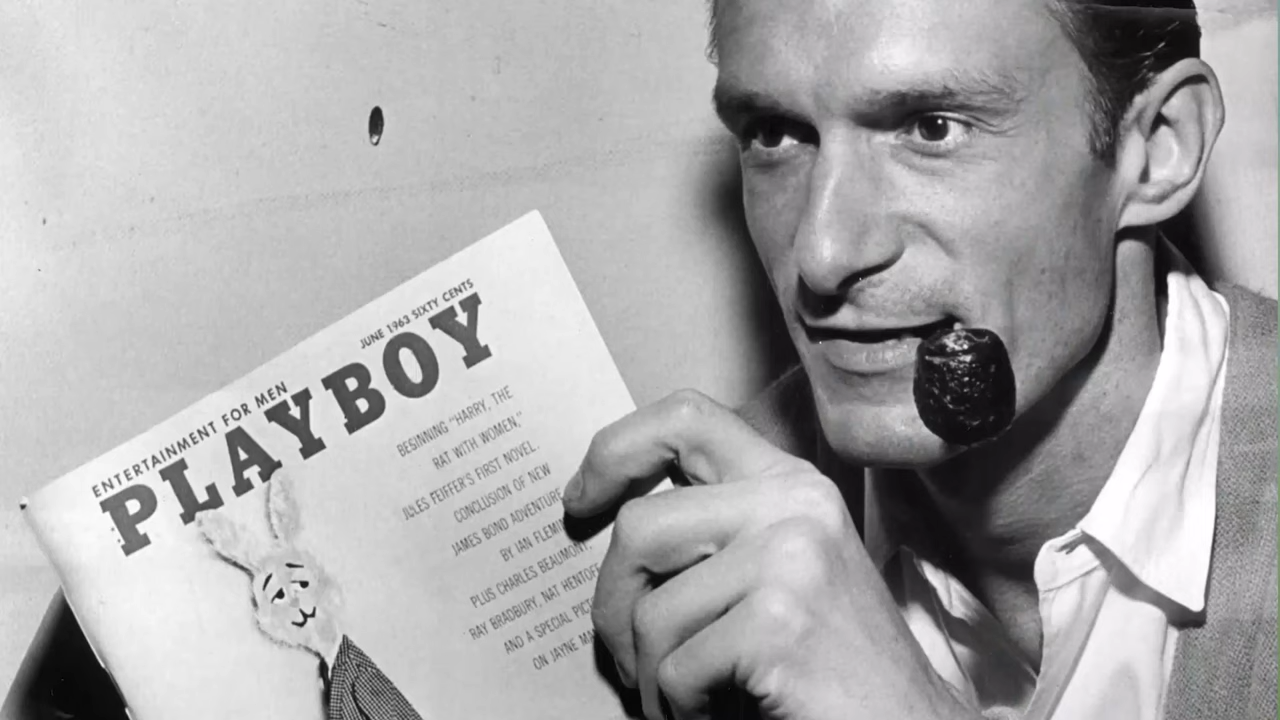 ENTERTAINMENT FOR MEN
JUNE 1963 SIXTY CENTS
PLAYBOY
BEGINNING "HARRY, THE
RAT WITH WOMEN,"
JULES FEIFFER'S FIRST NOVEL.
CONCLUSION OF NEW
JAMES BOND ADVENTURE
BY IAN
PLUS CHARLES BEAUMONT,
RAY BRADBURY, NAT HENTOFF
AND A SPECIAL
ON JAYNE